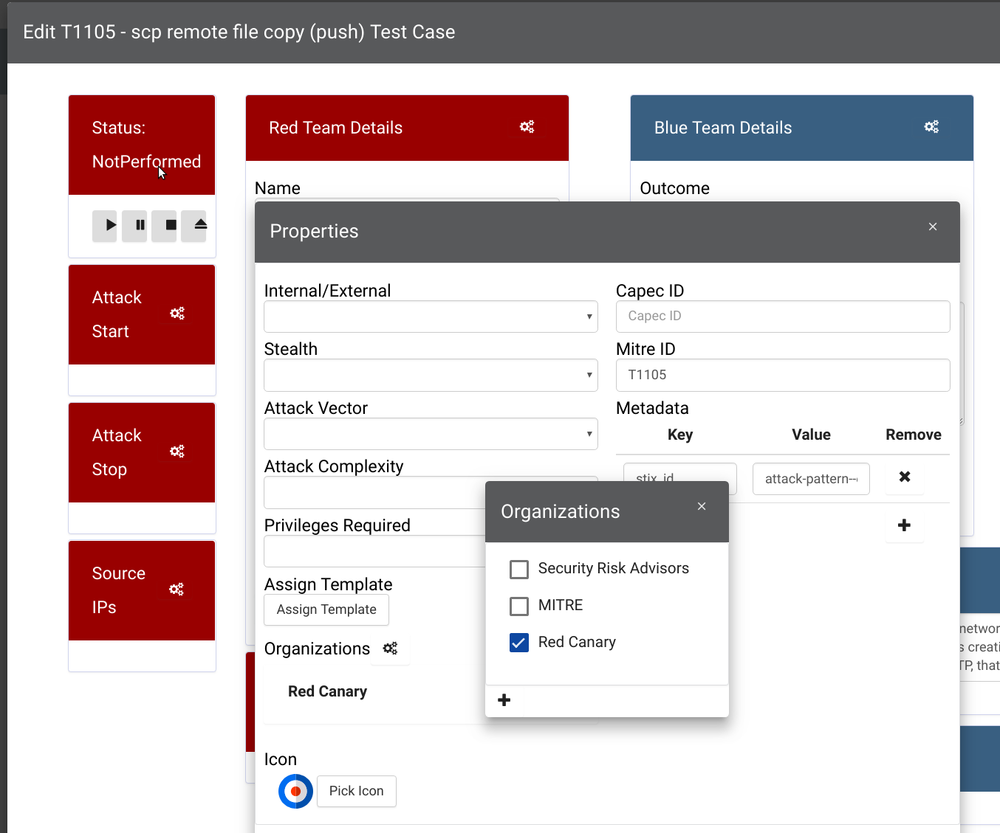 Edit T1105 - scp remote file copy (push) Test Case
Status:
NotPerformed
Attack
Start
Attack
Stop
Source
IPs
Red Team Details
Name
Blue Team Details
Outcome
Properties
Internal/External
Stealth
Attack Vector
Attack Complexity
Privileges Required
Assign Template
Assign Template
Organizations
Red Canary
Icon
Pick Icon
Capec ID
Capec ID
Mitre ID
T1105
Metadata
Key Value Remove
stix_id attack-pattern--
Organizations
Security Risk Advisors
MITRE
Red Canary
networ
s creati
TP, that